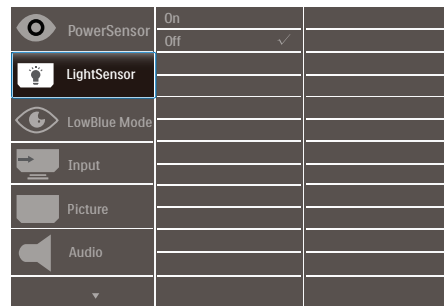 PowerSensor
On
Off ✓
LightSensor
LowBlue Mode
Input
Picture
Audio